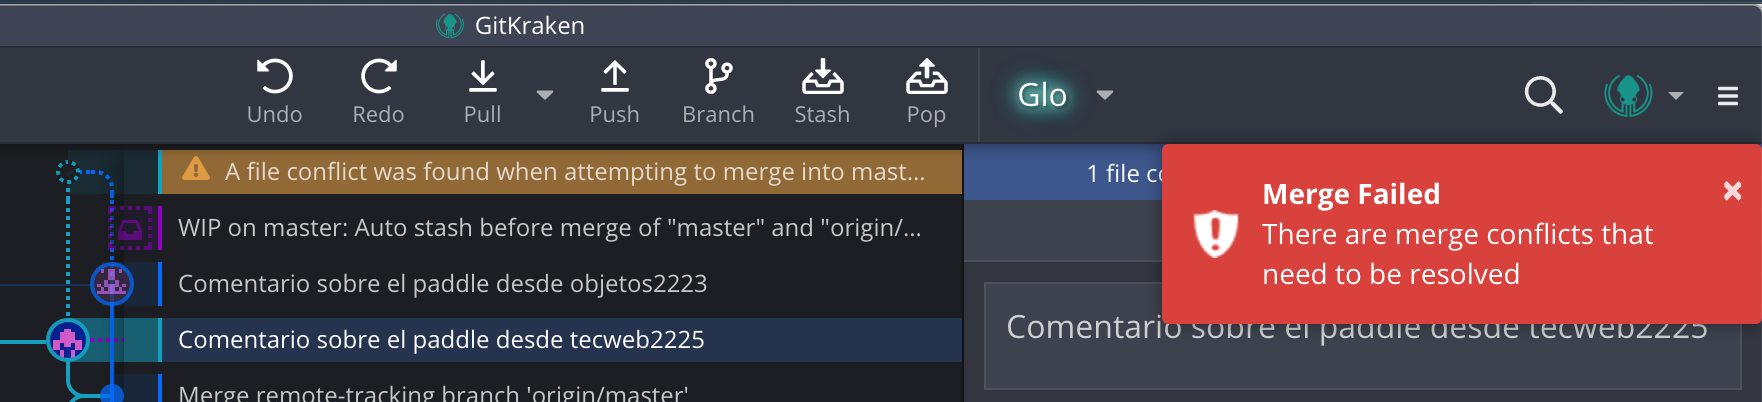 GitKraken
Undo
Redo
Pull
Push
Branch
Stash
Pop
Glo
A file conflict was found when attempting to merge into mast...
1 file co
Merge Failed
There are merge conflicts that
need to be resolved
WIP on master: Auto stash before merge of "master" and "origin/...
Comentario sobre el paddle desde objetos2223
Comentario sobre el paddle desde tecweb2225
Comentario sobre el paddle desde tecweb2225
Merge remote-tracking branch 'origin/master'